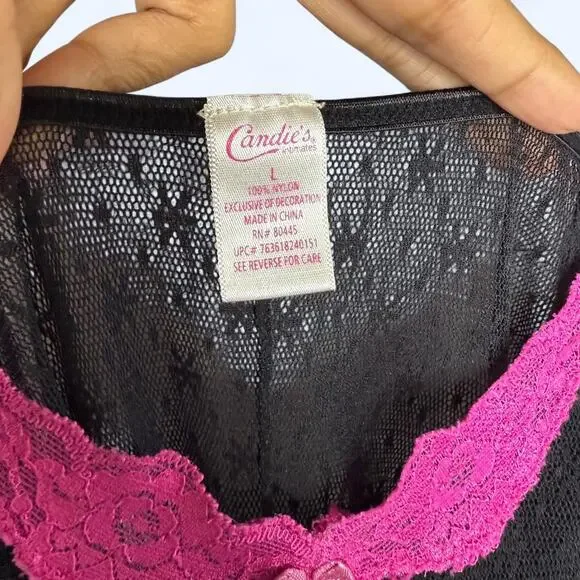 Candie's
intimates
L
100% NYLON
EXCLUSIVE OF DECORATION
MADE IN CHINA
RN# 80445
UPC# 763618240151
SEE REVERSE FOR CARE